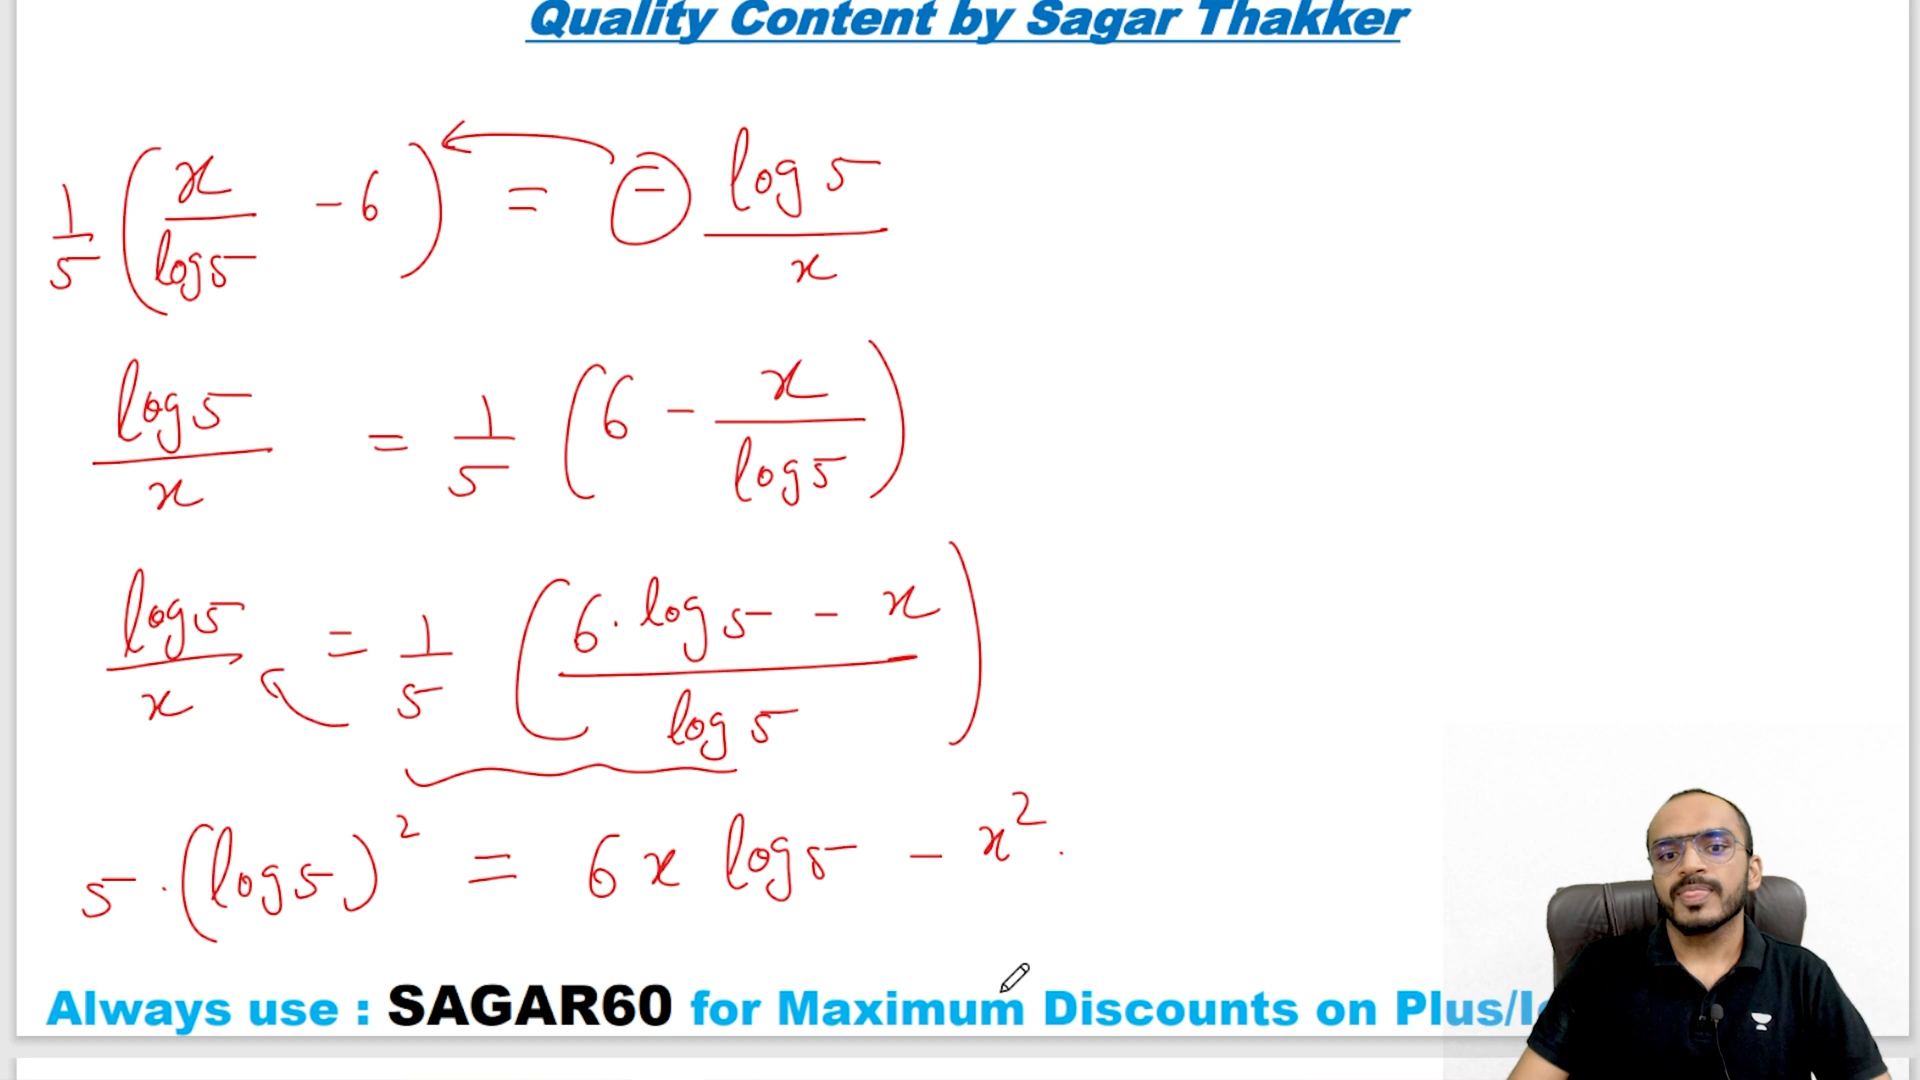 Quality Content by Sagar Thakker
1/5 (x/log5 - 6) = - log5/x
log5/x = 1/5 (6 - x/log5)
log5/x = 1/5 (6·log5 - x/log5)
5·(log5)² = 6x log5 - x².
Always use : SAGAR60 for Maximum Discounts on Plus/I